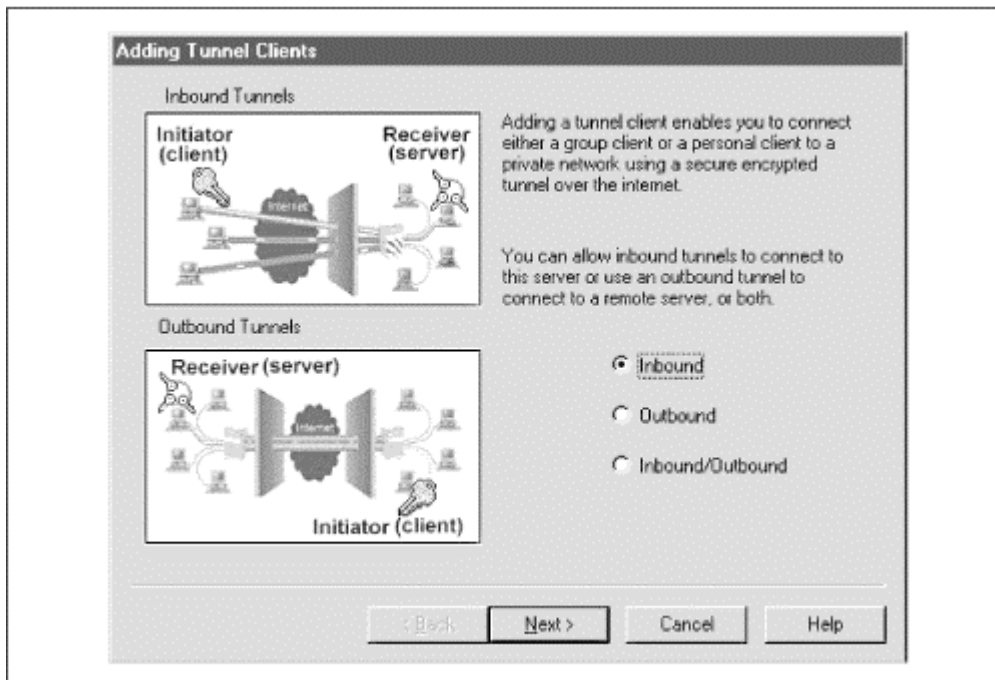 Adding Tunnel Clients
Inbound Tunnels
Initiator
(client)
Receiver
(server)
Internet
Adding a tunnel client enables you to connect
either a group client or a personal client to a
private network using a secure encrypted
tunnel over the internet.
You can allow inbound tunnels to connect to
this server or use an outbound tunnel to
connect to a remote server, or both.
Outbound Tunnels
Receiver (server)
Internet
Initiator (client)
Inbound
Outbound
Inbound/Outbound
< Back
Next >
Cancel
Help